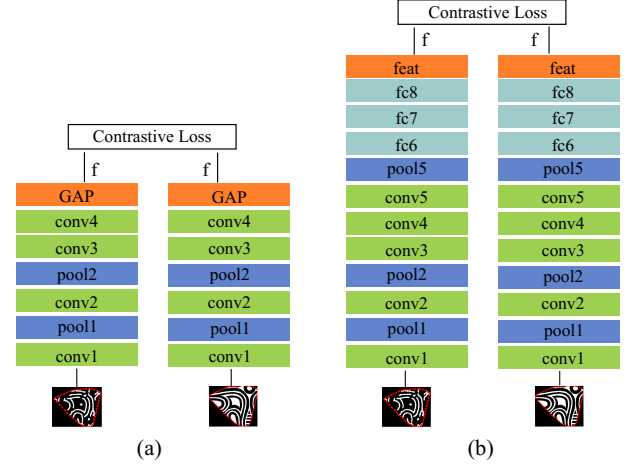 Contrastive Loss
f f
feat feat
fc8 fc8
fc7 fc7
fc6 fc6
pool5 pool5
conv5 conv5
conv4 conv4
conv3 conv3
pool2 pool2
conv2 conv2
pool1 pool1
conv1 conv1
(b)
Contrastive Loss
f f
GAP GAP
conv4 conv4
conv3 conv3
pool2 pool2
conv2 conv2
pool1 pool1
conv1 conv1
(a)